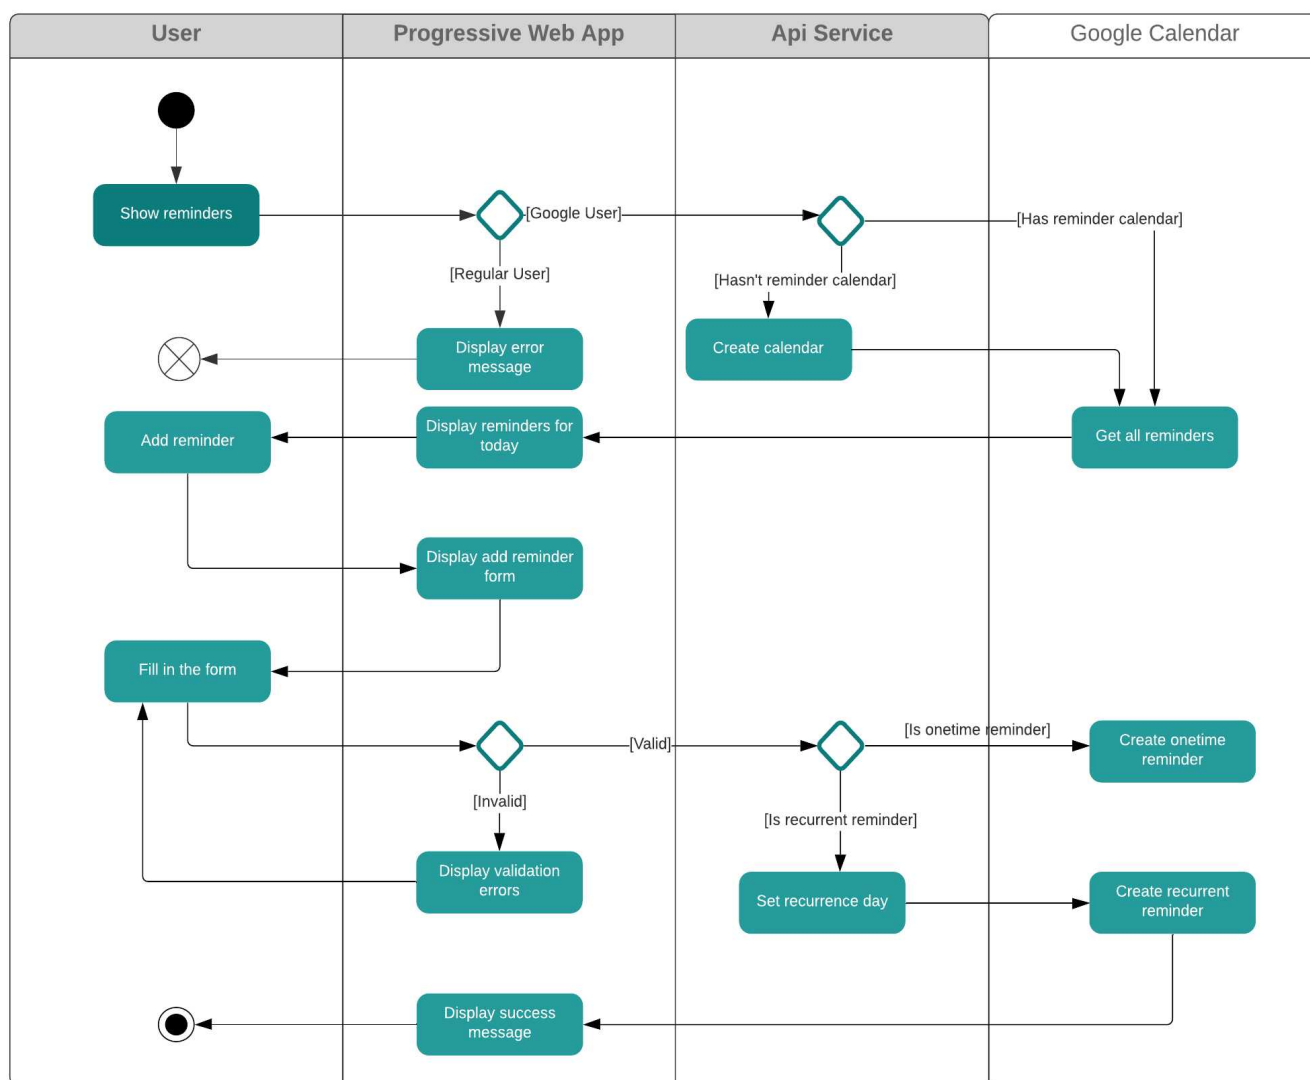 User
Progressive Web App
Api Service
Google Calendar
Show reminders
[Google User]
[Has reminder calendar]
[Regular User]
[Hasn't reminder calendar]
Display error
message
Create calendar
Add reminder
Display reminders for
today
Get all reminders
Display add reminder
form
Fill in the form
[Valid]
[Is onetime reminder]
Create onetime
reminder
[Invalid]
[Is recurrent reminder]
Display validation
errors
Set recurrence day
Create recurrent
reminder
Display success
message